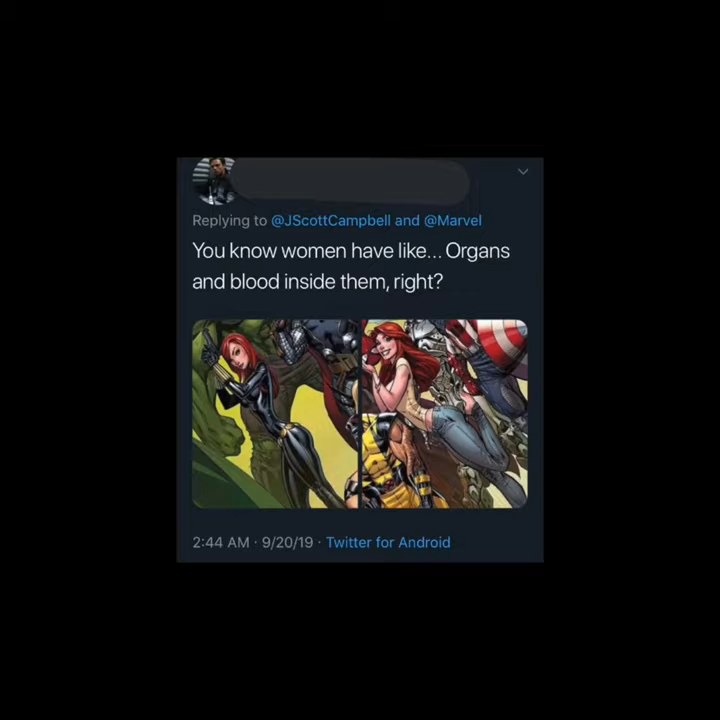 Replying to @JScottCampbell and @Marvel
You know women have like... Organs
and blood inside them, right?
2:44 AM · 9/20/19 · Twitter for Android